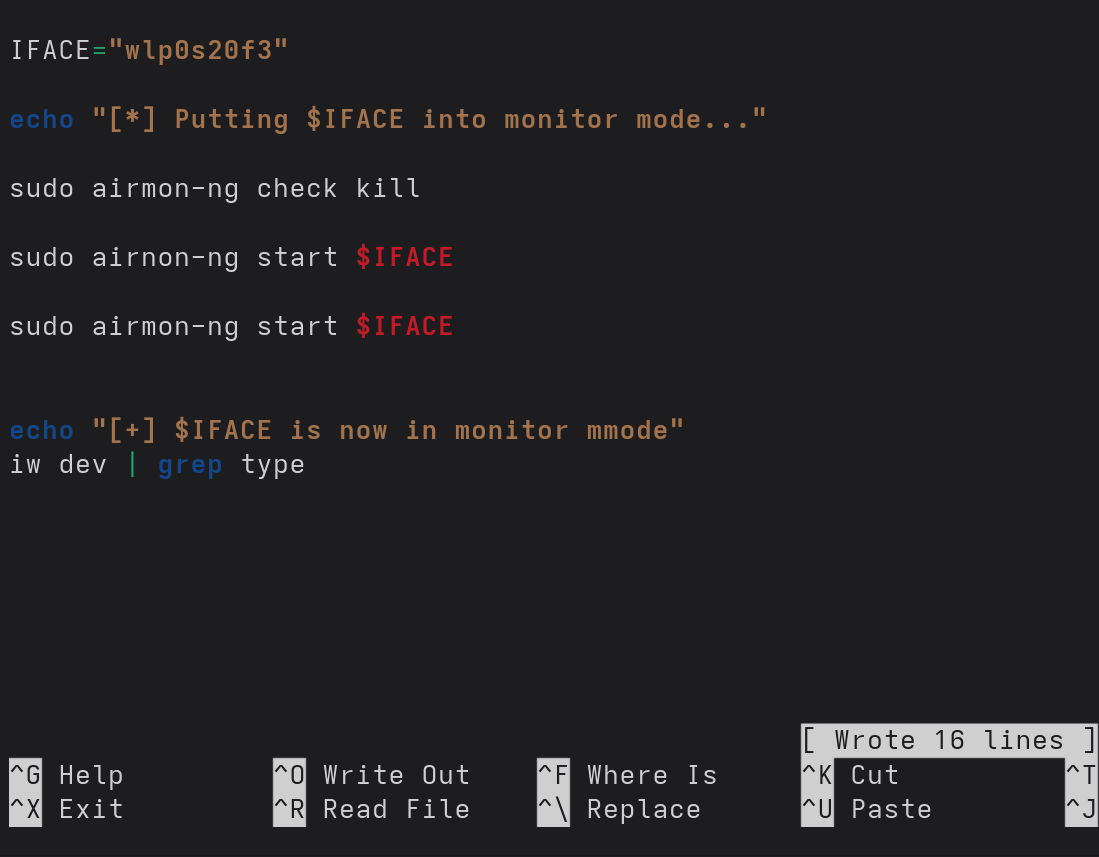 IFACE="wlp0s20f3"
echo "[*] Putting $IFACE into monitor mode..."
sudo airmon-ng check kill
sudo airnon-ng start $IFACE
sudo airmon-ng start $IFACE
echo "[+] $IFACE is now in monitor mmode"
iw dev | grep type
[ Wrote 16 lines ]
^G Help ^O Write Out ^F Where Is ^K Cut ^T
^X Exit ^R Read File ^\ Replace ^U Paste ^J